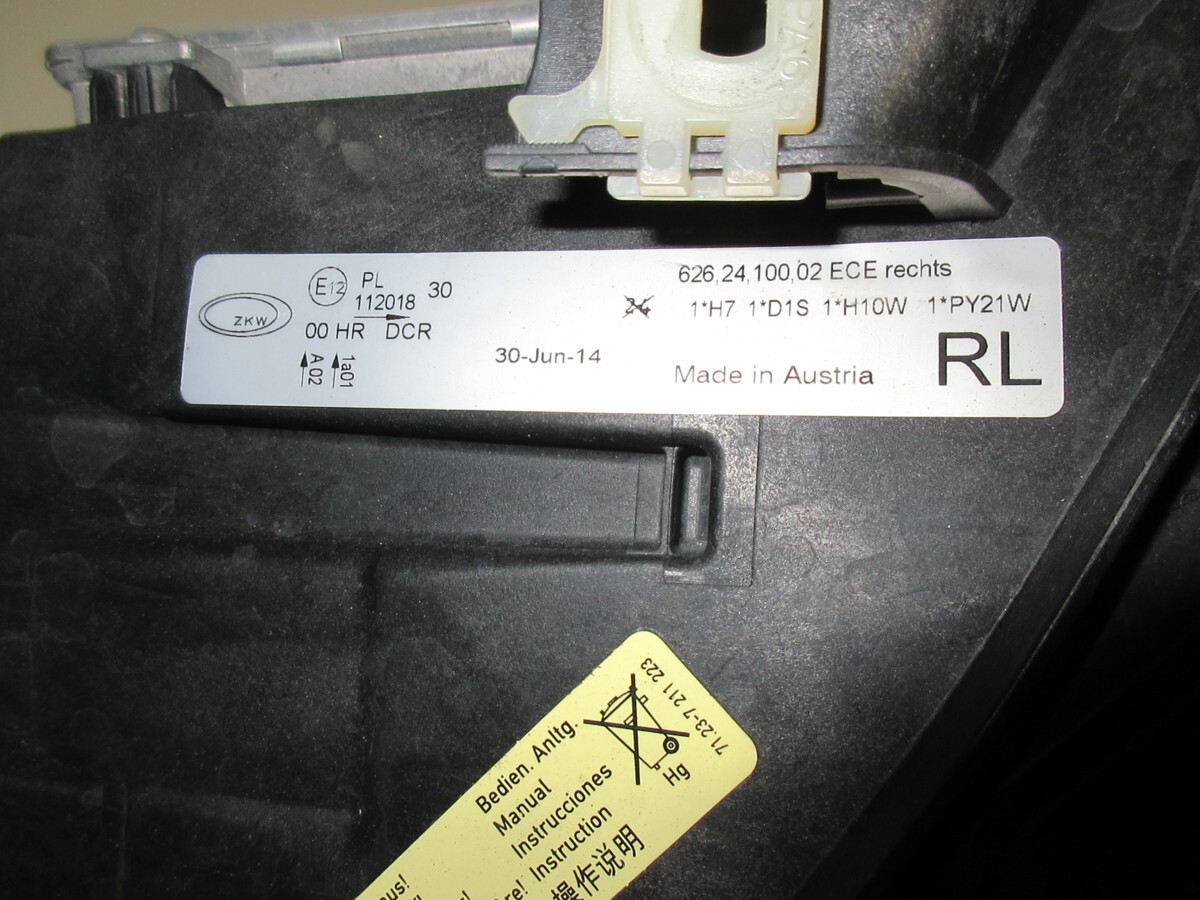 PA6
626,24,100,02 ECE rechts
E12 PL 112018 30
ZKW
1*H7 1*D1S 1*H10W 1*PY21W
00 HR DCR
A 02 1a01
30-Jun-14
Made in Austria
RL
71.23-7 211 223
Hg
Bedien. Anltg.
Manual
Instrucciones
Instruction
操作说明